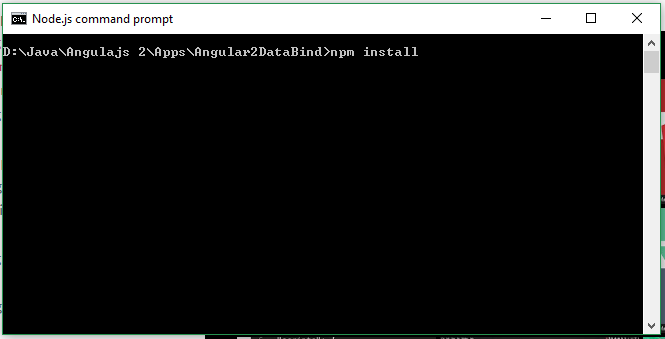 Node.js command prompt
D:\Java\Angulajs 2\Apps\Angular2DataBind>npm install